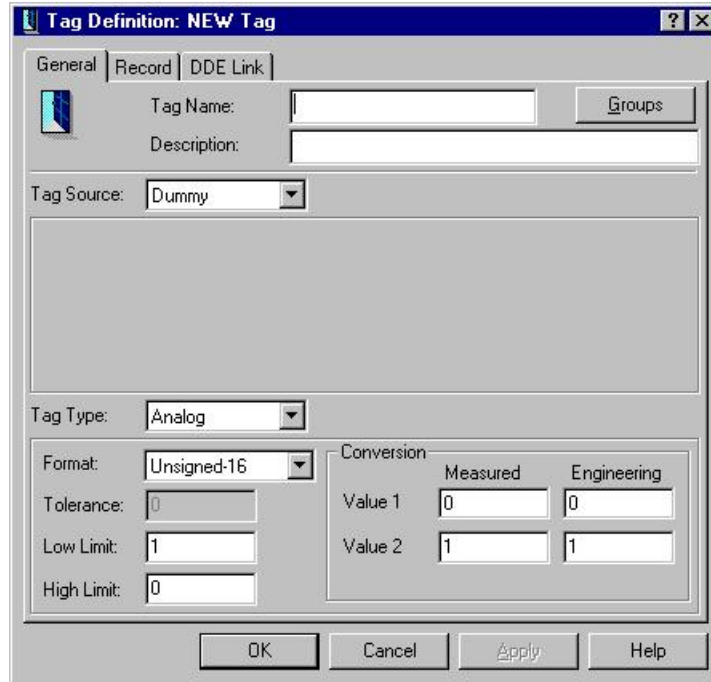 Tag Definition: NEW Tag
General Record DDE Link
Tag Name: Groups
Description:
Tag Source: Dummy
Tag Type: Analog
Format: Unsigned-16
Conversion
Measured Engineering
Tolerance: 0 Value 1 0 0
Low Limit: 1 Value 2 1 1
High Limit: 0
OK Cancel Apply Help